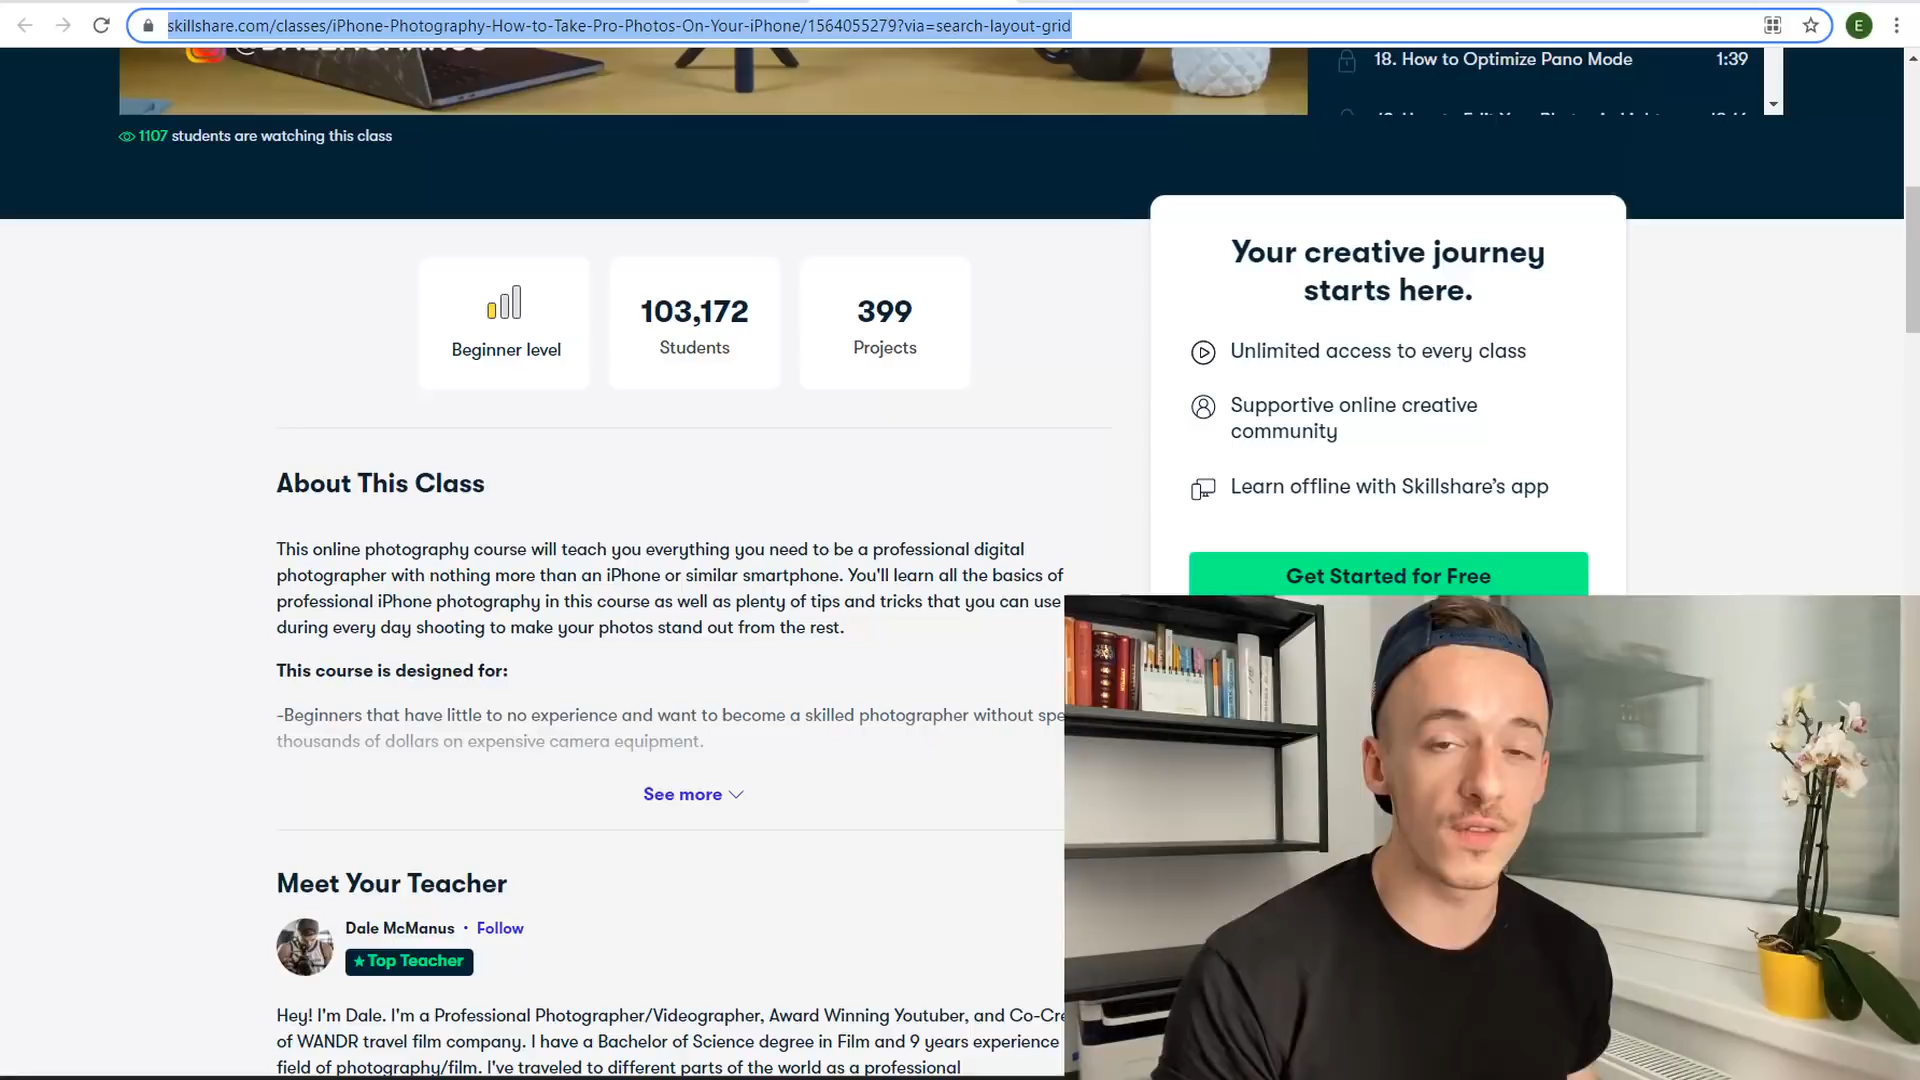 skillshare.com/classes/iPhone-Photography-How-to-Take-Pro-Photos-On-Your-iPhone/1564055279?via=search-layout-grid
E
18. How to Optimize Pano Mode 1:39
1107 students are watching this class
Beginner level
103,172
Students
399
Projects
Your creative journey
starts here.
Unlimited access to every class
Supportive online creative
community
Learn offline with Skillshare's app
Get Started for Free
About This Class
This online photography course will teach you everything you need to be a professional digital
photographer with nothing more than an iPhone or similar smartphone. You'll learn all the basics of
professional iPhone photography in this course as well as plenty of tips and tricks that you can use
during every day shooting to make your photos stand out from the rest.
This course is designed for:
-Beginners that have little to no experience and want to become a skilled photographer without spe
thousands of dollars on expensive camera equipment.
See more
Meet Your Teacher
Dale McManus • Follow
★Top Teacher
Hey! I'm Dale. I'm a Professional Photographer/Videographer, Award Winning Youtuber, and Co-Cre
of WANDR travel film company. I have a Bachelor of Science degree in Film and 9 years experience
field of photography/film. I've traveled to different parts of the world as a professional